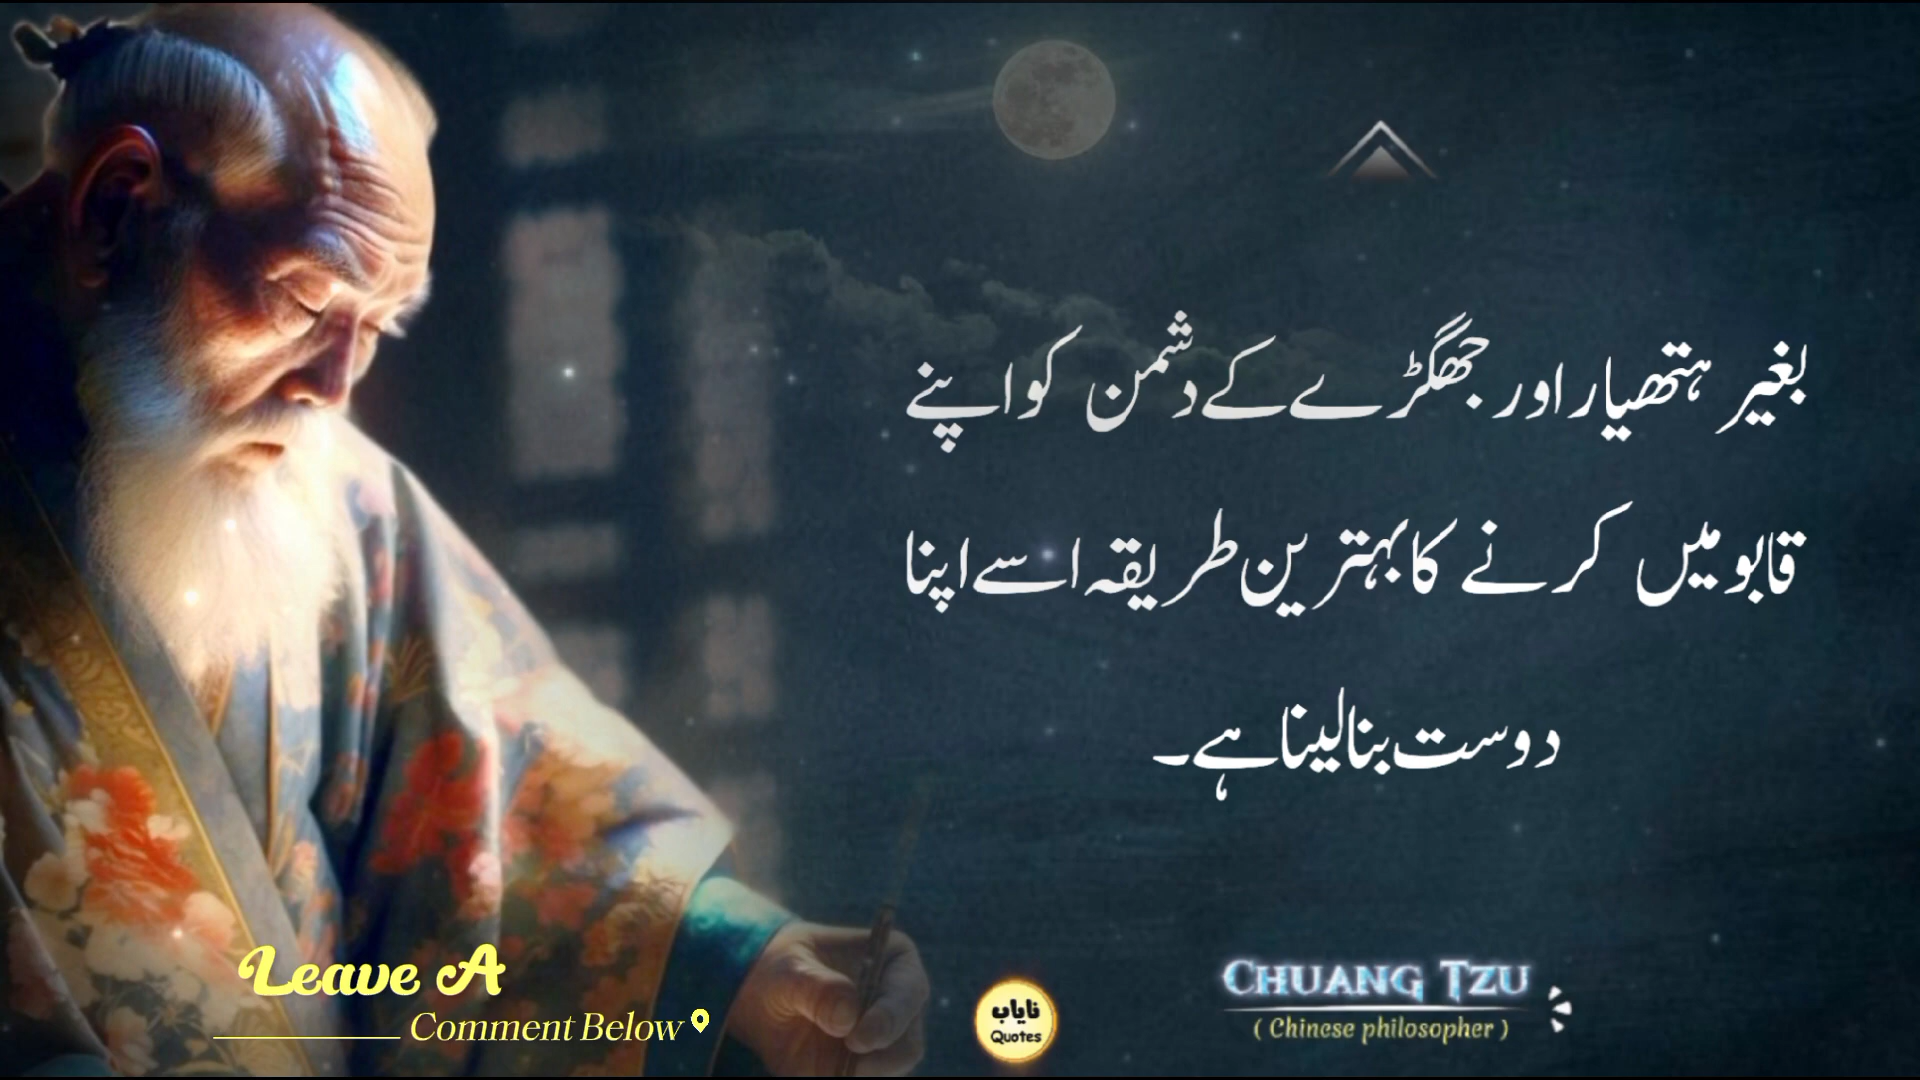 بغیر ہتھیار اور جھگڑے کے دشمن کو اپنے
قابو میں کرنے کا بہترین طریقہ اسے اپنا
دوست بنا لینا ہے۔
Leave A
Comment Below
نایاب
Quotes
CHUANG TZU
( Chinese philosopher )